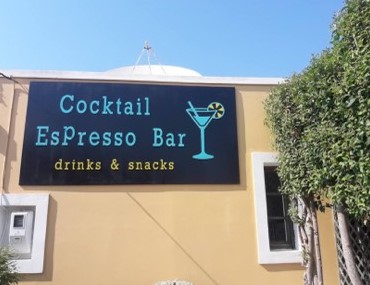 Cocktail
EsPresso Bar
drinks & snacks